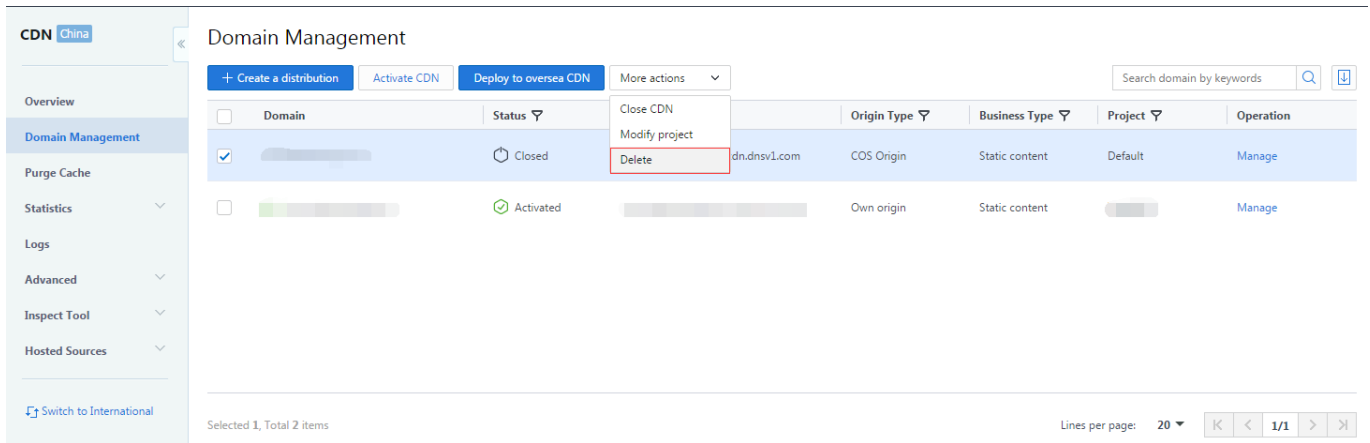 CDN China
Overview
Domain Management
Purge Cache
Statistics
Logs
Advanced
Inspect Tool
Hosted Sources
Switch to International
Domain Management
Create a distribution Activate CDN Deploy to oversea CDN More actions Search domain by keywords
Close CDN
Modify project
Delete
Domain Status Origin Type Business Type Project Operation
Closed dn.dnsv1.com COS Origin Static content Default Manage
Activated Own origin Static content Manage
Selected 1, Total 2 items Lines per page: 20 1/1